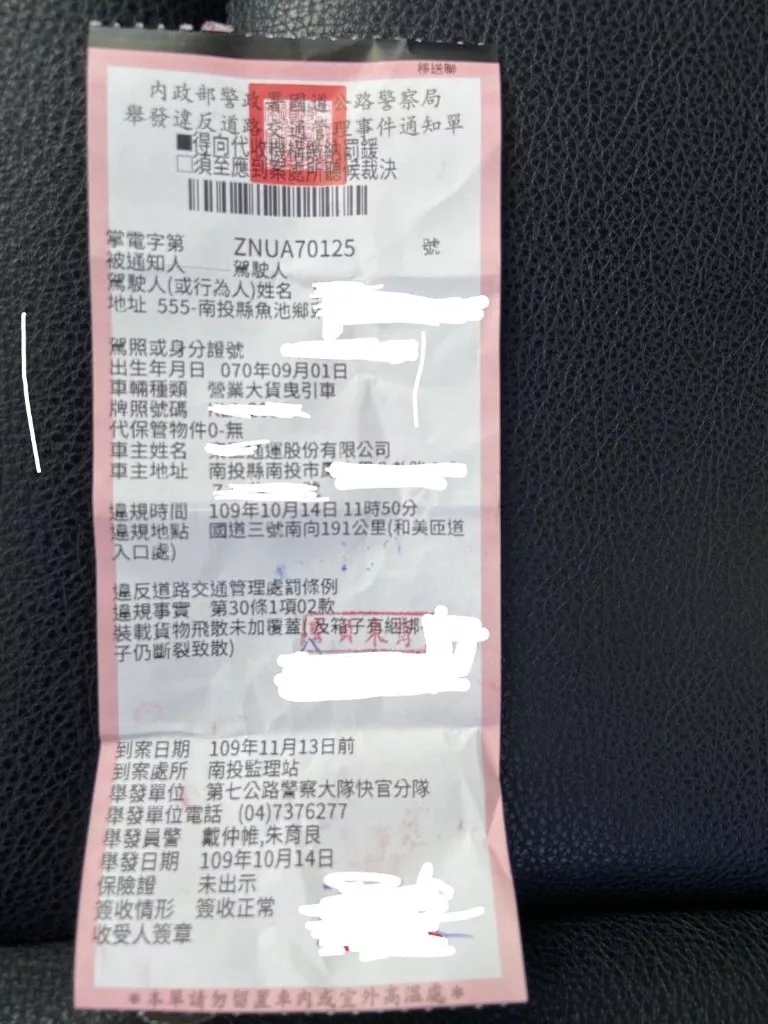 移送聯
內政部警政署國道公路警察局
舉發違反道路交通管理事件通知單
■得向代收機構繳納罰鍰
□須至應到案處所聽候裁決
掌電字第 ZNUA70125 號
被通知人 駕駛人
駕駛人(或行為人)姓名
地址 555-南投縣魚池鄉
駕照或身分證號
出生年月日 070年09月01日
車輛種類 營業大貨曳引車
牌照號碼
代保管物件0-無
車主姓名 通運股份有限公司
車主地址 南投縣南投市
違規時間 109年10月14日 11時50分
違規地點 國道三號南向191公里(和美匝道
入口處)
違反道路交通管理處罰條例
違規事實 第30條1項02款
裝載貨物飛散未加覆蓋(及箱子有綑綁
子仍斷裂致散)
到案日期 109年11月13日前
到案處所 南投監理站
舉發單位 第七公路警察大隊快官分隊
舉發單位電話 (04)7376277
舉發員警 戴仲帷,朱育良
舉發日期 109年10月14日
保險證 未出示
簽收情形 簽收正常
收受人簽章
＊本單請勿留置車內或室外高溫處＊